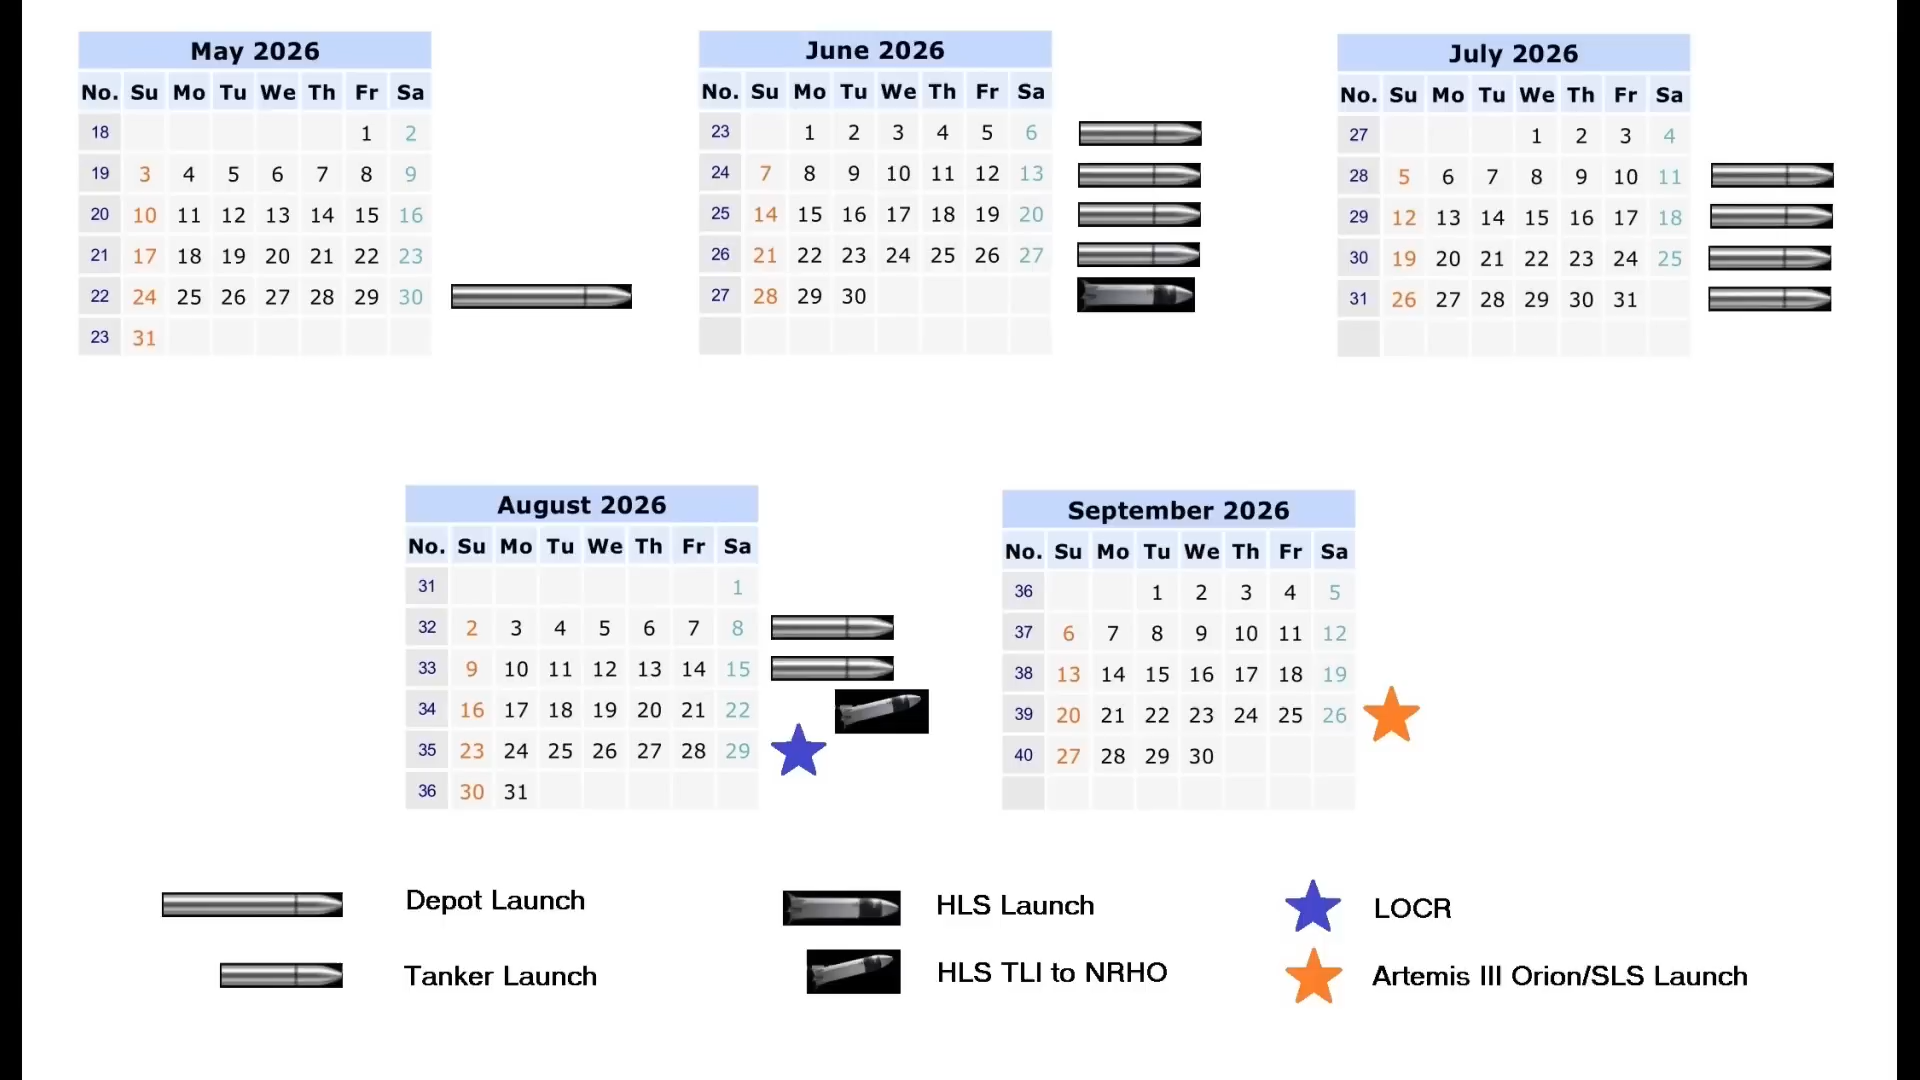 May 2026
No. Su Mo Tu We Th Fr Sa
18 1 2
19 3 4 5 6 7 8 9
20 10 11 12 13 14 15 16
21 17 18 19 20 21 22 23
22 24 25 26 27 28 29 30
23 31
June 2026
No. Su Mo Tu We Th Fr Sa
23 1 2 3 4 5 6
24 7 8 9 10 11 12 13
25 14 15 16 17 18 19 20
26 21 22 23 24 25 26 27
27 28 29 30
July 2026
No. Su Mo Tu We Th Fr Sa
27 1 2 3 4
28 5 6 7 8 9 10 11
29 12 13 14 15 16 17 18
30 19 20 21 22 23 24 25
31 26 27 28 29 30 31
August 2026
No. Su Mo Tu We Th Fr Sa
31 1
32 2 3 4 5 6 7 8
33 9 10 11 12 13 14 15
34 16 17 18 19 20 21 22
35 23 24 25 26 27 28 29
36 30 31
September 2026
No. Su Mo Tu We Th Fr Sa
36 1 2 3 4 5
37 6 7 8 9 10 11 12
38 13 14 15 16 17 18 19
39 20 21 22 23 24 25 26
40 27 28 29 30
Depot Launch
Tanker Launch
HLS Launch
HLS TLI to NRHO
LOCR
Artemis III Orion/SLS Launch